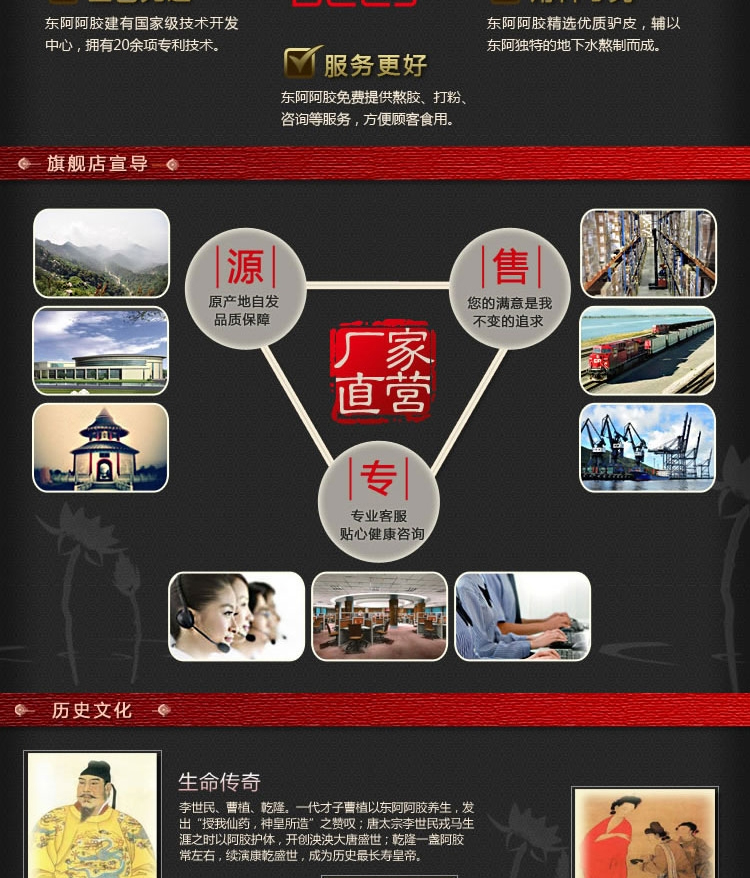 东阿阿胶建有国家级技术开发
中心，拥有20余项专利技术。
东阿阿胶精选优质驴皮，辅以
东阿独特的地下水熬制而成。
服务更好
东阿阿胶免费提供熬胶、打粉、
咨询等服务，方便顾客食用。
旗舰店宣导
源
原产地自发
品质保障
售
您的满意是我
不变的追求
厂家
直营
专
专业客服
贴心健康咨询
历史文化
生命传奇
李世民、曹植、乾隆。一代才子曹植以东阿阿胶养生，发
出“授我仙药，神皇所造”之赞叹；唐太宗李世民戎马生
涯之时以阿胶护体，开创泱泱大唐盛世；乾隆一盏阿胶
常左右，续演康乾盛世，成为历史最长寿皇帝。